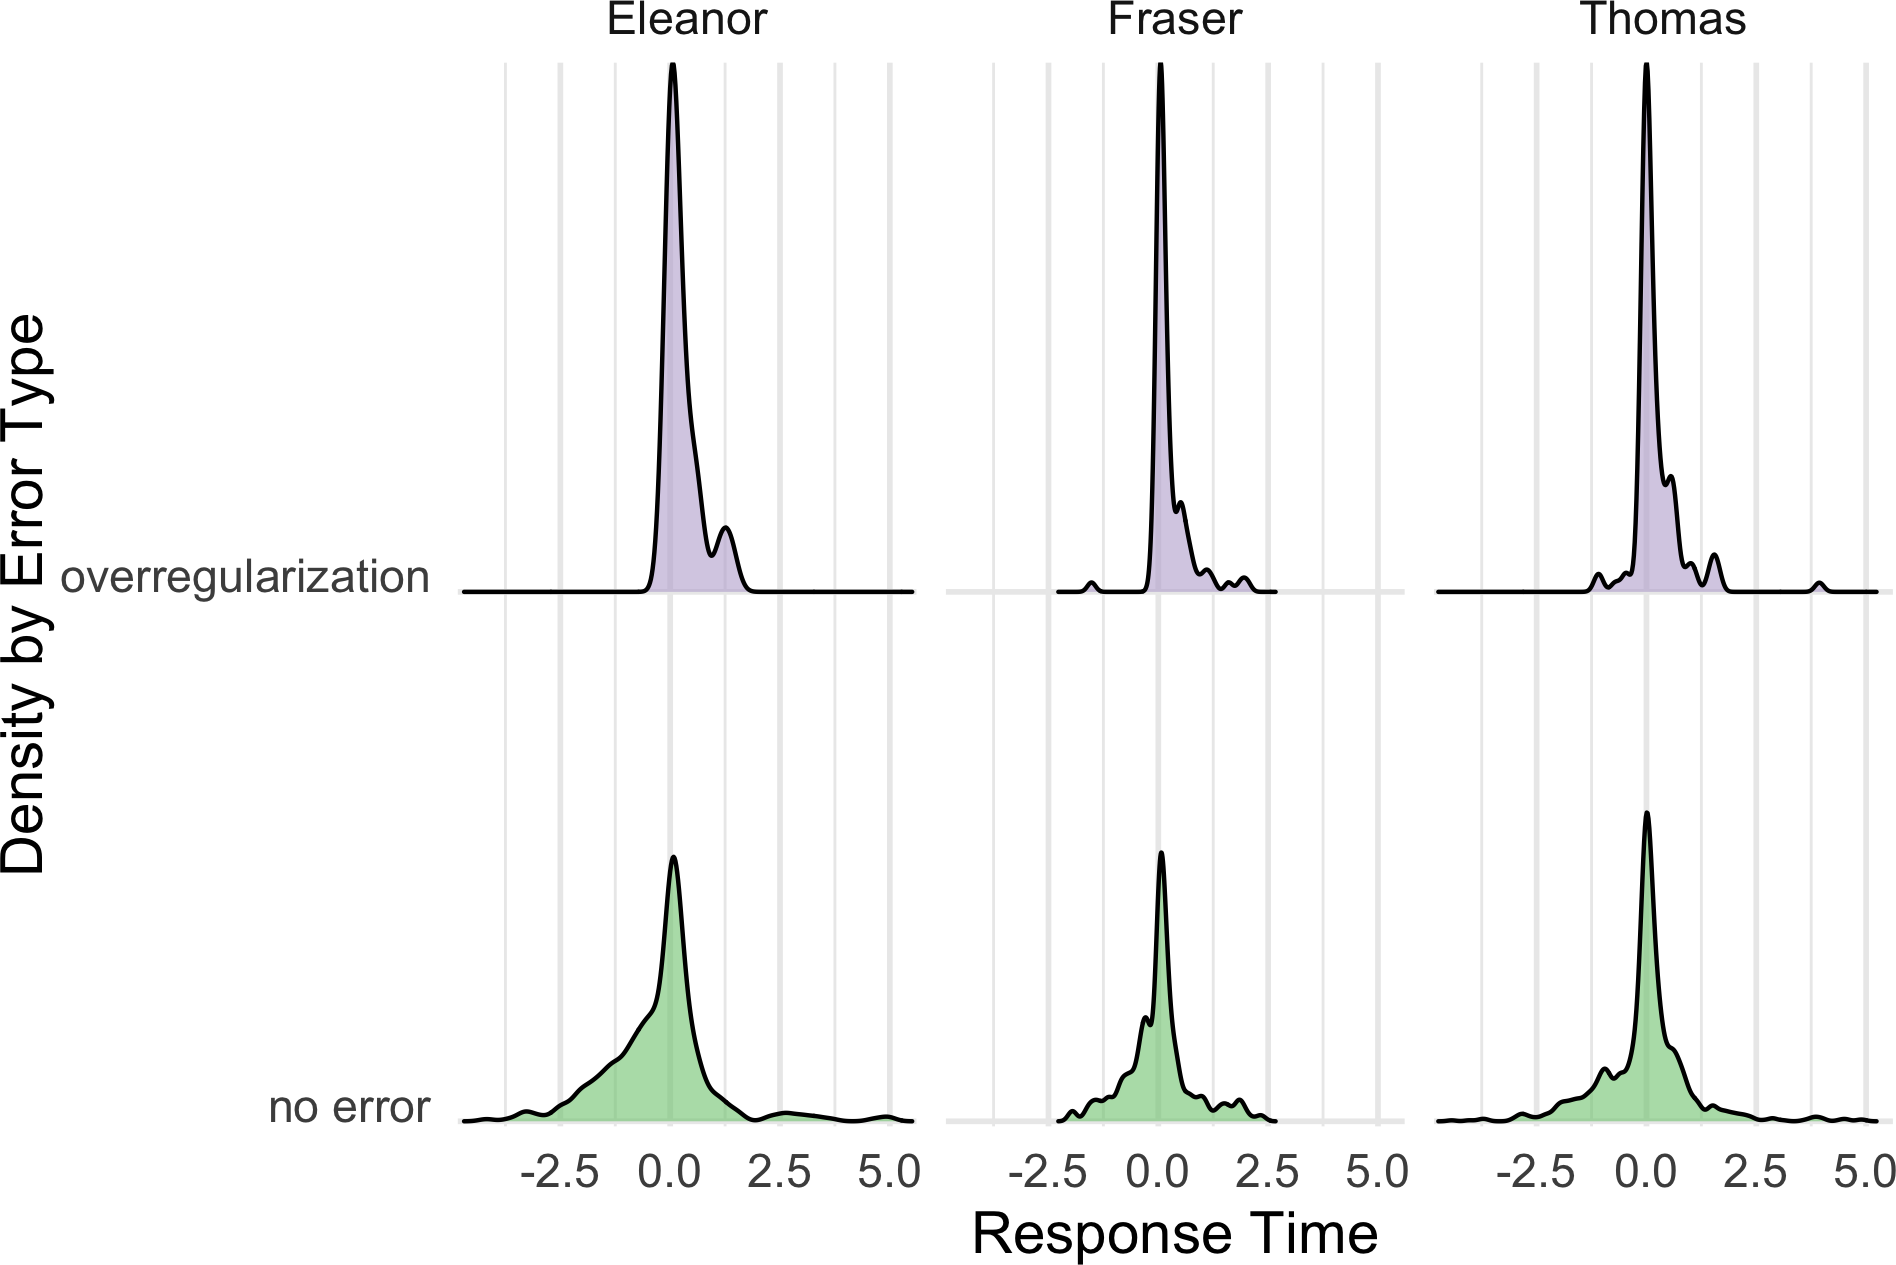 Eleanor Fraser Thomas
Density by Error Type
overregularization
no error
-2.5 0.0 2.5 5.0 -2.5 0.0 2.5 5.0 -2.5 0.0 2.5 5.0
Response Time